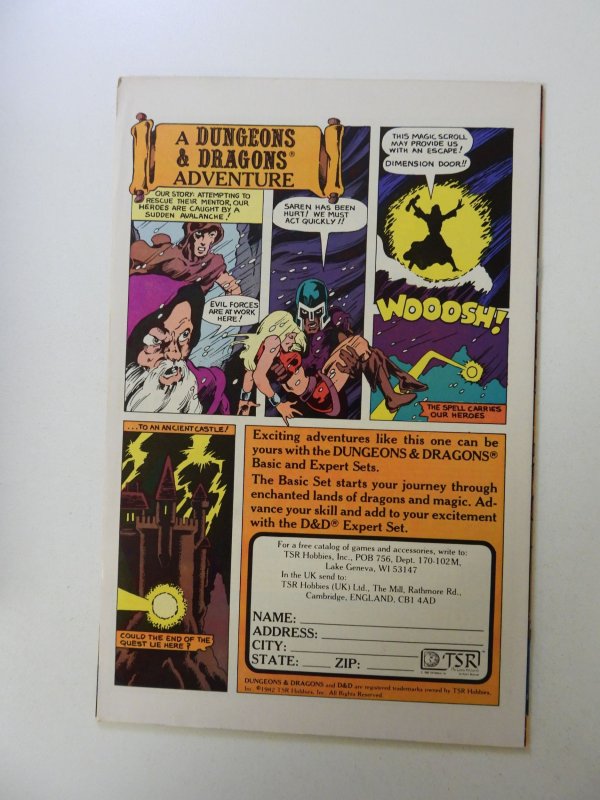 A DUNGEONS
& DRAGONS®
ADVENTURE
OUR STORY: ATTEMPTING TO
RESCUE THEIR MENTOR, OUR
HEROES ARE CAUGHT BY A
SUDDEN AVALANCHE!
EVIL FORCES
ARE AT WORK
HERE!
SAREN HAS BEEN
HURT! WE MUST
ACT QUICKLY!!
THIS MAGIC SCROLL
MAY PROVIDE US
WITH AN ESCAPE!
DIMENSION DOOR!!
WOOOSH!
THE SPELL CARRIES
OUR HEROES
...TO AN ANCIENT CASTLE!
COULD THE END OF THE
QUEST LIE HERE?
Exciting adventures like this one can be
yours with the DUNGEONS & DRAGONS®
Basic and Expert Sets.
The Basic Set starts your journey through
enchanted lands of dragons and magic. Ad-
vance your skill and add to your excitement
with the D&D® Expert Set.
For a free catalog of games and accessories, write to:
TSR Hobbies, Inc., POB 756, Dept. 170-102M,
Lake Geneva, WI 53147
In the UK send to:
TSR Hobbies (UK) Ltd., The Mill, Rathmore Rd.,
Cambridge, ENGLAND, CB1 4AD
NAME:
ADDRESS:
CITY:
STATE: ZIP:
TSR
DUNGEONS & DRAGONS and D&D are registered trademarks owned by TSR Hobbies,
Inc. ©1982 TSR Hobbies, Inc. All Rights Reserved.